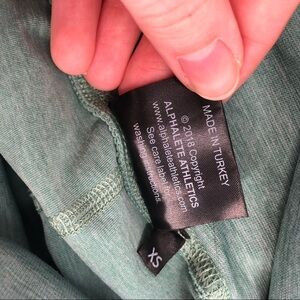 MADE IN TURKEY
© 2018 Copyright
ALPHALETE ATHLETICS
www.alphaleteathletics.com
See care label for
washing instructions.
XS